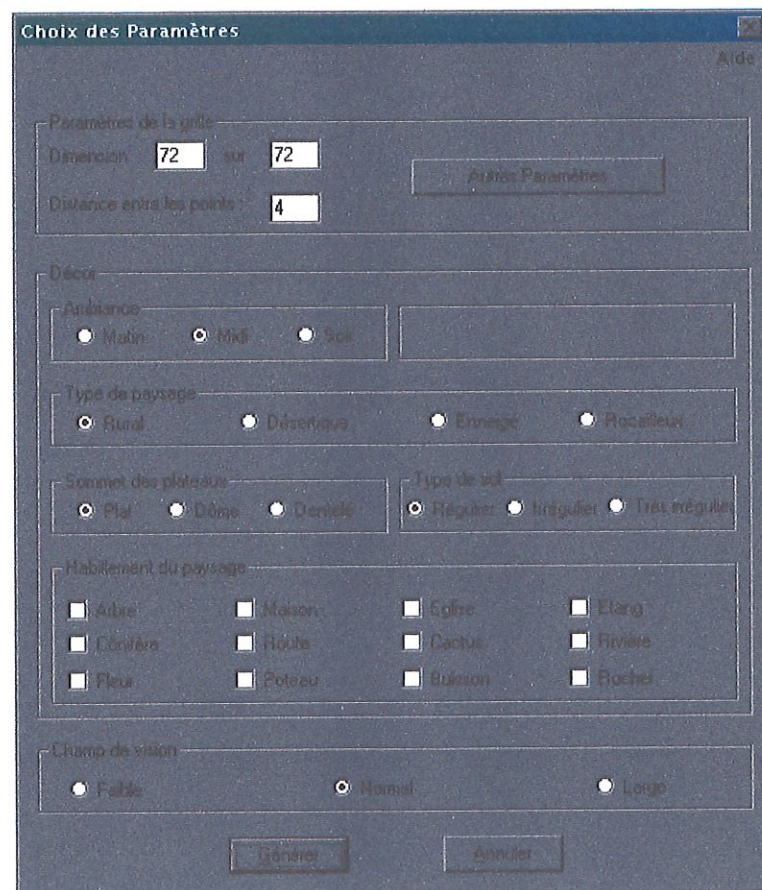 Choix des Paramètres
Aide
Paramètres de la grille
Dimension 72 sur 72
Autres Paramètres
Distance entre les points : 4
Décor
Ambiance
Matin Midi Soir
Type de paysage
Rural Désertique Enneigé Rocailleux
Sommet des plateaux Type de sol
Plat Dôme Dentelé Régulier Irrégulier Très irrégulier
Habillement du paysage
Arbre Maison Eglise Etang
Cônifère Route Cactus Rivière
Fleur Poteau Buisson Rocher
Champ de vision
Faible Normal Large
Générer Annuler